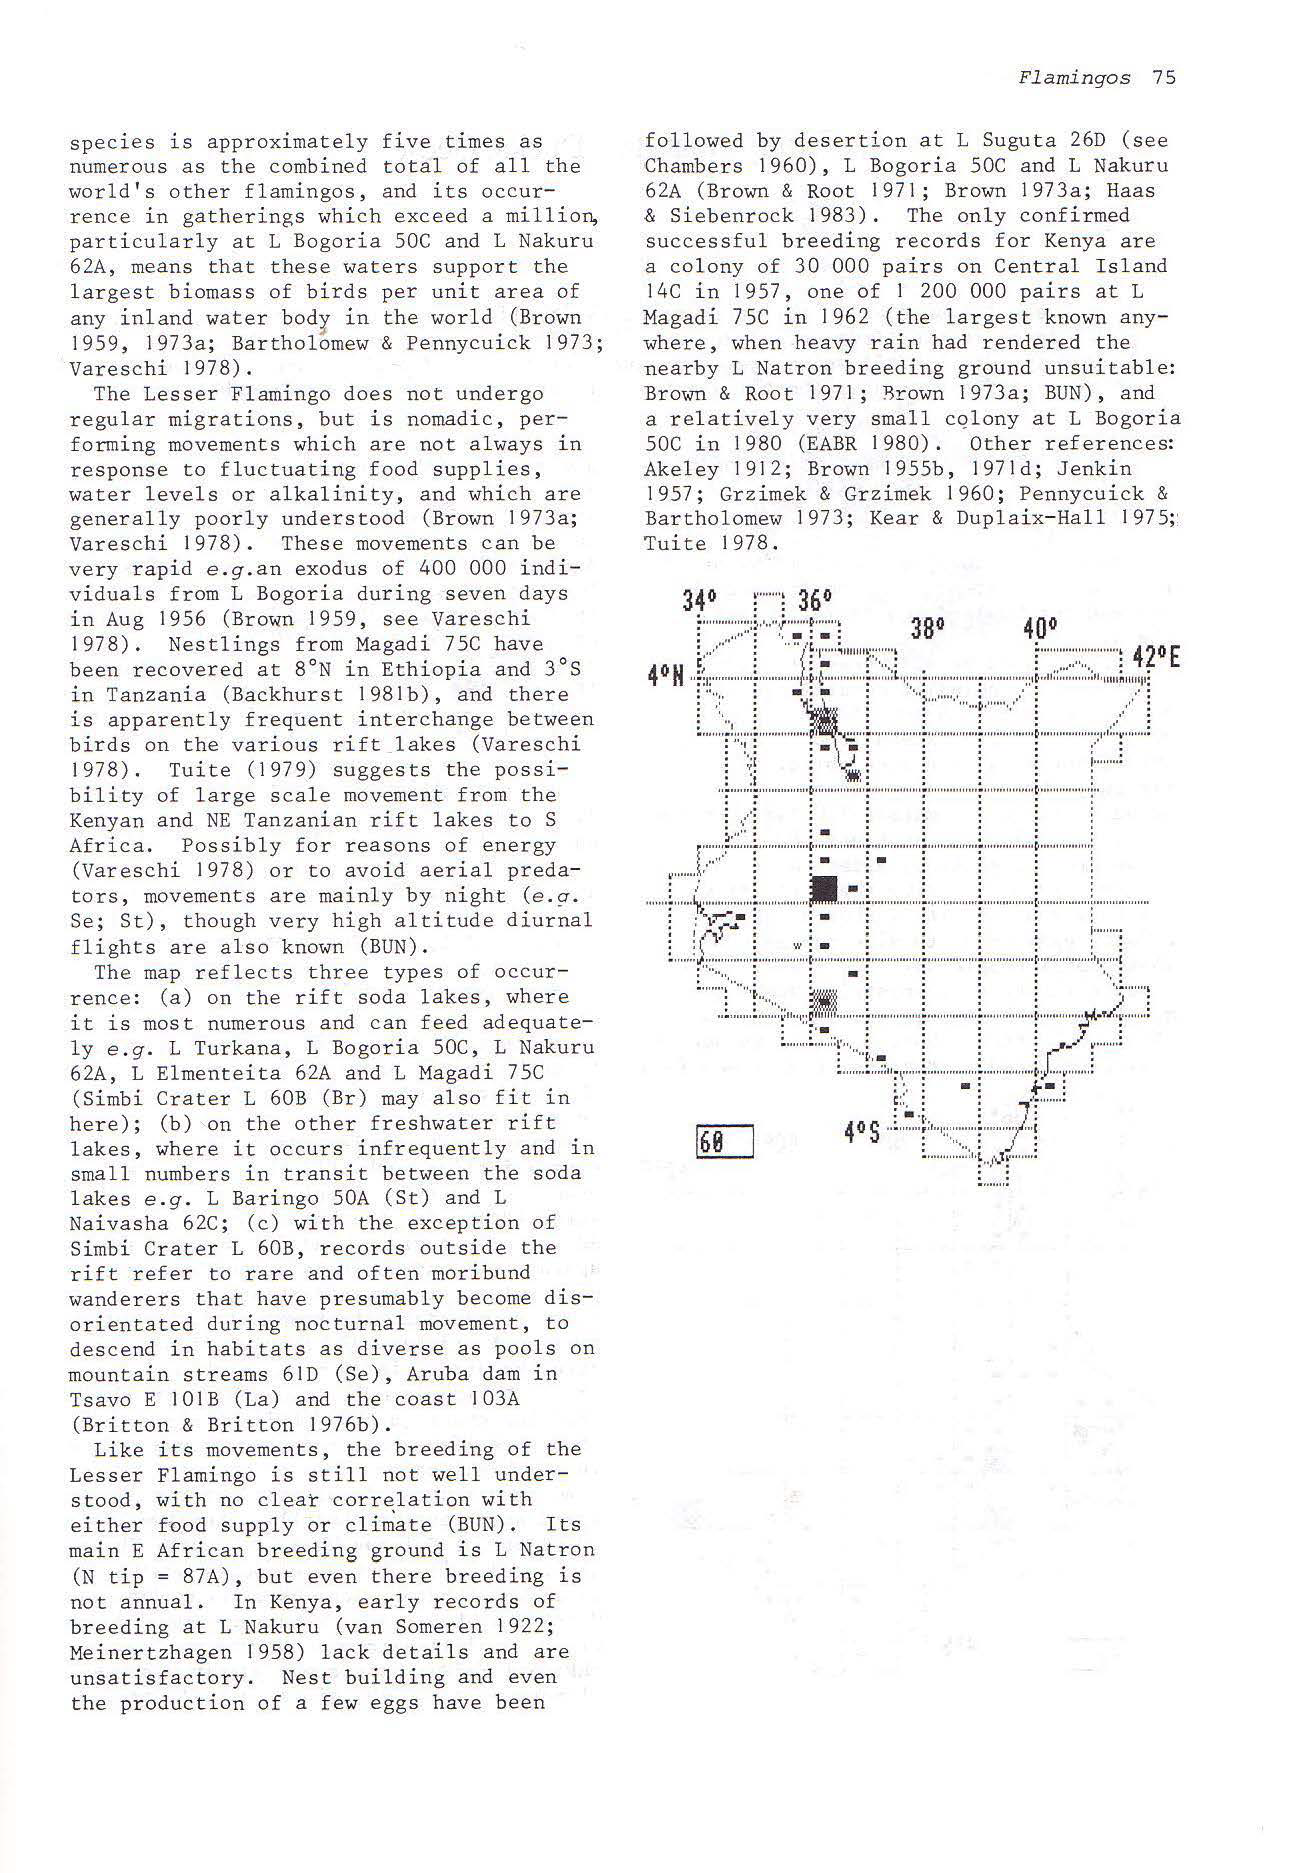 Flamingos 75
species is approximately five times as
numerous as the combined total of all the
world's other flamingos, and its occur-
rence in gatherings which exceed a million,
particularly at L Bogoria 50C and L Nakuru
62A, means that these waters support the
largest biomass of birds per unit area of
any inland water body in the world (Brown
1959, 1973a; Bartholomew & Pennycuick 1973;
Vareschi 1978).
The Lesser Flamingo does not undergo
regular migrations, but is nomadic, per-
forming movements which are not always in
response to fluctuating food supplies,
water levels or alkalinity, and which are
generally poorly understood (Brown 1973a;
Vareschi 1978). These movements can be
very rapid e.g.an exodus of 400 000 indi-
viduals from L Bogoria during seven days
in Aug 1956 (Brown 1959, see Vareschi
1978). Nestlings from Magadi 75C have
been recovered at 8°N in Ethiopia and 3°S
in Tanzania (Backhurst 1981b), and there
is apparently frequent interchange between
birds on the various rift lakes (Vareschi
1978). Tuite (1979) suggests the possi-
bility of large scale movement from the
Kenyan and NE Tanzanian rift lakes to S
Africa. Possibly for reasons of energy
(Vareschi 1978) or to avoid aerial preda-
tors, movements are mainly by night (e.g.
Se; St), though very high altitude diurnal
flights are also known (BUN).
The map reflects three types of occur-
rence: (a) on the rift soda lakes, where
it is most numerous and can feed adequate-
ly e.g. L Turkana, L Bogoria 50C, L Nakuru
62A, L Elmenteita 62A and L Magadi 75C
(Simbi Crater L 60B (Br) may also fit in
here); (b) on the other freshwater rift
lakes, where it occurs infrequently and in
small numbers in transit between the soda
lakes e.g. L Baringo 50A (St) and L
Naivasha 62C; (c) with the exception of
Simbi Crater L 60B, records outside the
rift refer to rare and often moribund
wanderers that have presumably become dis-
orientated during nocturnal movement, to
descend in habitats as diverse as pools on
mountain streams 61D (Se), Aruba dam in
Tsavo E 101B (La) and the coast 103A
(Britton & Britton 1976b).
Like its movements, the breeding of the
Lesser Flamingo is still not well under-
stood, with no clear correlation with
either food supply or climate (BUN). Its
main E African breeding ground is L Natron
(N tip = 87A), but even there breeding is
not annual. In Kenya, early records of
breeding at L Nakuru (van Someren 1922;
Meinertzhagen 1958) lack details and are
unsatisfactory. Nest building and even
the production of a few eggs have been
followed by desertion at L Suguta 26D (see
Chambers 1960), L Bogoria 50C and L Nakuru
62A (Brown & Root 1971; Brown 1973a; Haas
& Siebenrock 1983). The only confirmed
successful breeding records for Kenya are
a colony of 30 000 pairs on Central Island
14C in 1957, one of 1 200 000 pairs at L
Magadi 75C in 1962 (the largest known any-
where, when heavy rain had rendered the
nearby L Natron breeding ground unsuitable:
Brown & Root 1971; Brown 1973a; BUN), and
a relatively very small colony at L Bogoria
50C in 1980 (EABR 1980). Other references:
Akeley 1912; Brown 1955b, 1971d; Jenkin
1957; Grzimek & Grzimek 1960; Pennycuick &
Bartholomew 1973; Kear & Duplaix-Hall 1975;
Tuite 1978.
34° 36°
38° 40°
4°N 42°E
W
4°S
60